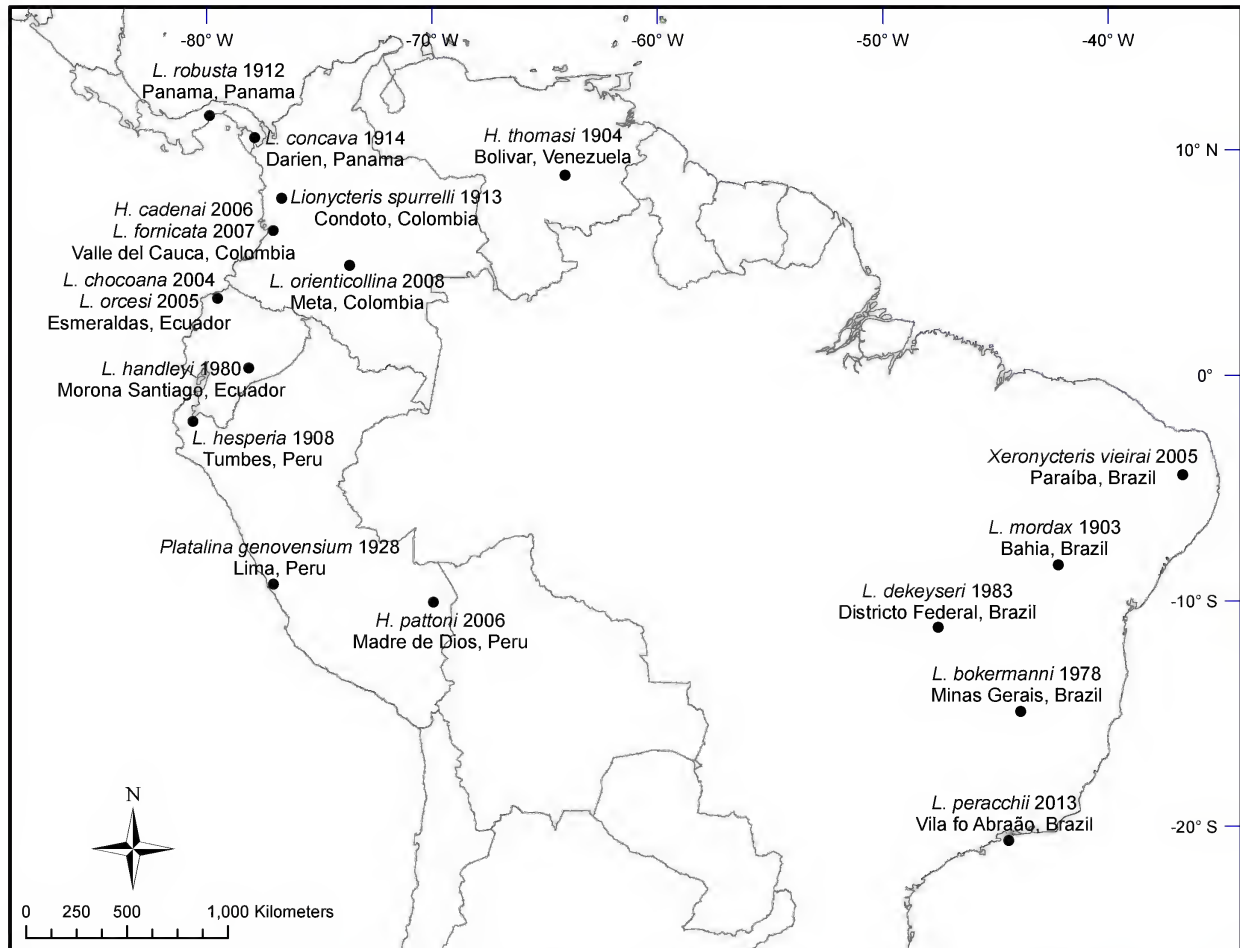 -80° W
-70° W
-60° W
-50° W
-40° W
L. robusta 1912
Panama, Panama
L. concava 1914
Darien, Panama
H. thomasi 1904
Bolivar, Venezuela
10° N
Lionycteris spurrelli 1913
Condoto, Colombia
H. cadenai 2006
L. fornicata 2007
Valle del Cauca, Colombia
L. chocoana 2004
L. orcesi 2005
Esmeraldas, Ecuador
L. orienticollina 2008
Meta, Colombia
L. handleyi 1980
Morona Santiago, Ecuador
0°
L. hesperia 1908
Tumbes, Peru
Xeronycteris vieirai 2005
Paraíba, Brazil
L. mordax 1903
Bahia, Brazil
Platalina genovensium 1928
Lima, Peru
L. dekeyseri 1983
Districto Federal, Brazil
-10° S
H. pattoni 2006
Madre de Dios, Peru
L. bokermanni 1978
Minas Gerais, Brazil
L. peracchii 2013
Vila fo Abraão, Brazil
-20° S
N
0 250 500 1,000 Kilometers